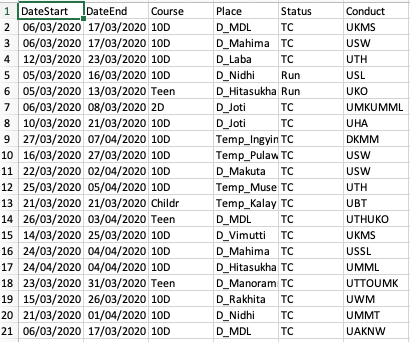 1 DateStart DateEnd Course Place Status Conduct
2 06/03/2020 17/03/2020 10D D_MDL TC UKMS
3 06/03/2020 17/03/2020 10D D_Mahima TC USW
4 12/03/2020 23/03/2020 10D D_Laba TC UTH
5 05/03/2020 16/03/2020 10D D_Nidhi Run USL
6 05/03/2020 13/03/2020 Teen D_Hitasukha Run UKO
7 06/03/2020 08/03/2020 2D D_Joti TC UMKUMML
8 10/03/2020 21/03/2020 10D D_Joti TC UHA
9 27/03/2020 07/04/2020 10D Temp_Ingyin TC DKMM
10 16/03/2020 27/03/2020 10D Temp_Pulaw TC USW
11 22/03/2020 02/04/2020 10D D_Makuta TC USW
12 25/03/2020 05/04/2020 10D Temp_Muse TC UTH
13 21/03/2020 21/03/2020 Childr Temp_Kalay TC UBT
14 26/03/2020 03/04/2020 Teen D_MDL TC UTHUKO
15 14/03/2020 25/03/2020 10D D_Vimutti TC UKMS
16 24/03/2020 04/04/2020 10D D_Mahima TC USSL
17 24/04/2020 04/04/2020 10D D_Hitasukha TC UMML
18 23/03/2020 31/03/2020 Teen D_Manoram TC UTTOUMK
19 15/03/2020 26/03/2020 10D D_Rakhita TC UWM
20 21/03/2020 01/04/2020 10D D_Nidhi TC UMMT
21 06/03/2020 17/03/2020 10D D_MDL TC UAKNW